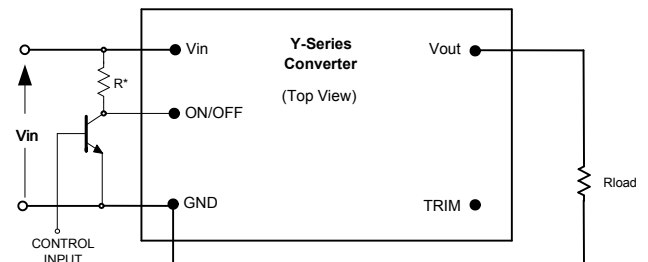 Y-Series
Converter
(Top View)
Vin
Vout
R*
ON/OFF
Vin
Rload
GND
TRIM
CONTROL
INPUT